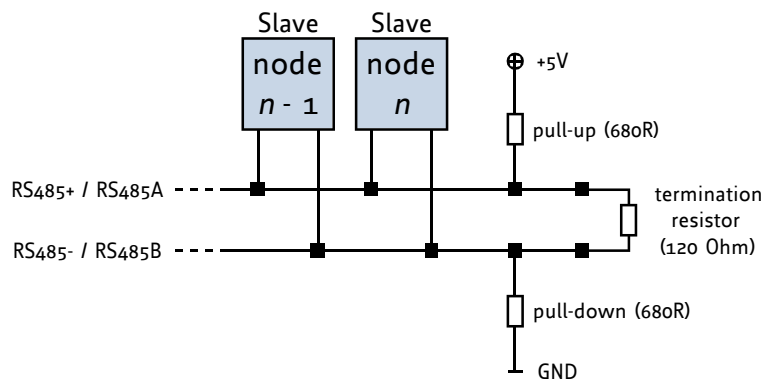 Slave
Slave
node
n - 1
node
n
+5V
pull-up (680R)
RS485+ / RS485A
termination
resistor
(120 Ohm)
RS485- / RS485B
pull-down (680R)
GND